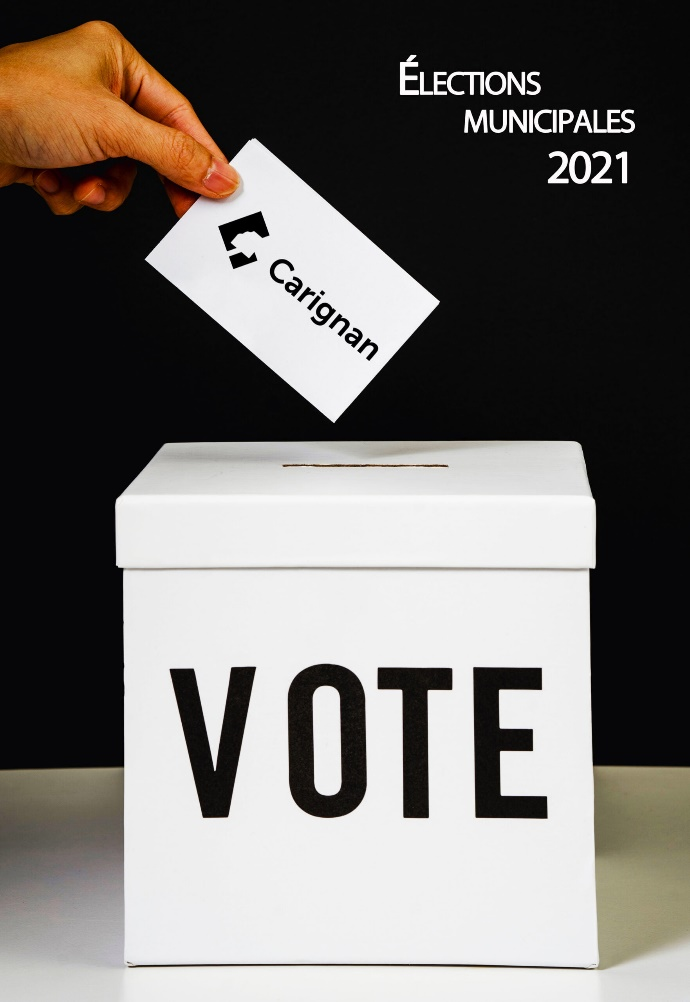 ÉLECTIONS
MUNICIPALES
2021
Carignan
VOTE